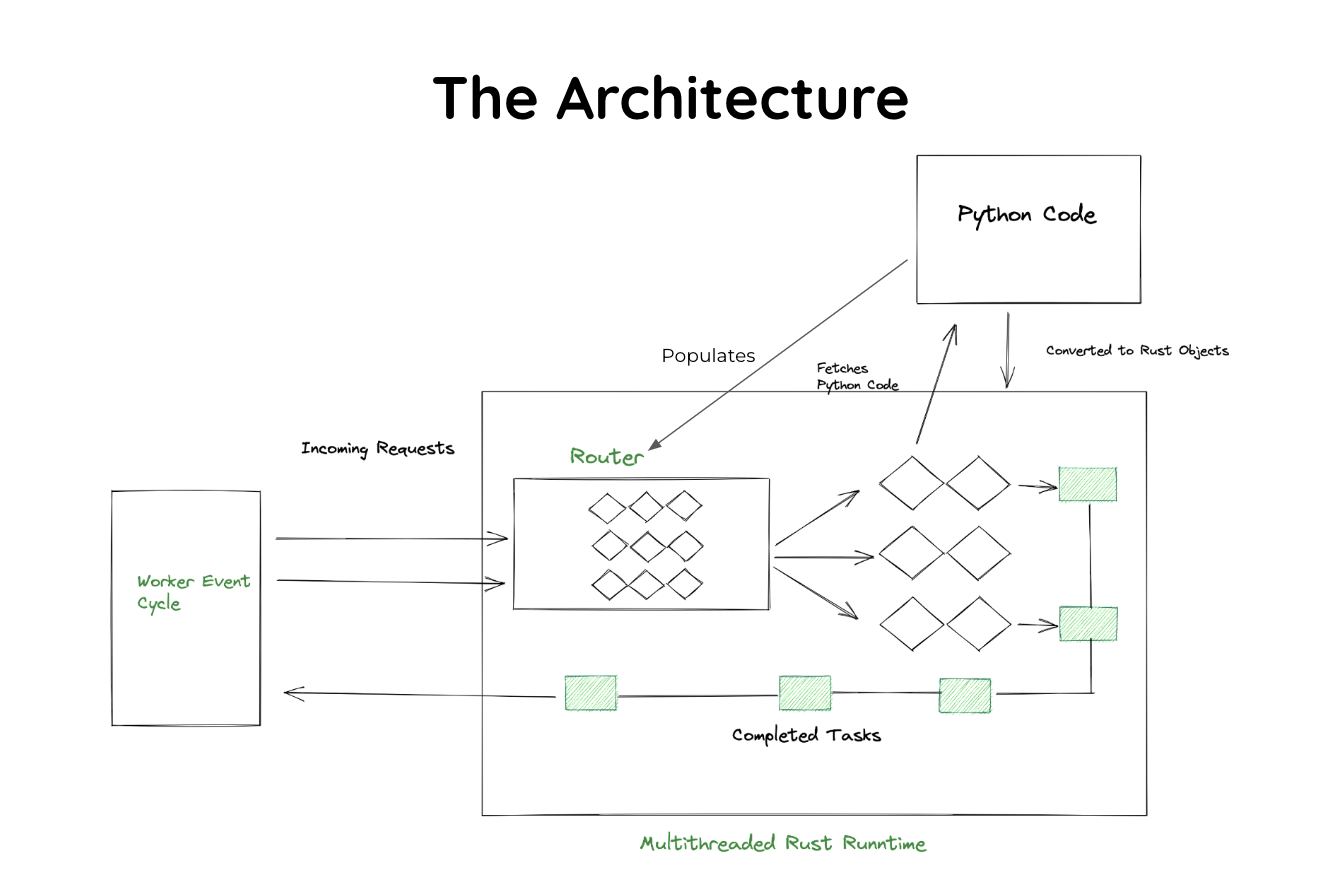 The Architecture
Python Code
Populates
Fetches
Python Code
Converted to Rust Objects
Incoming Requests
Router
Worker Event
Cycle
Completed Tasks
Multithreaded Rust Runntime